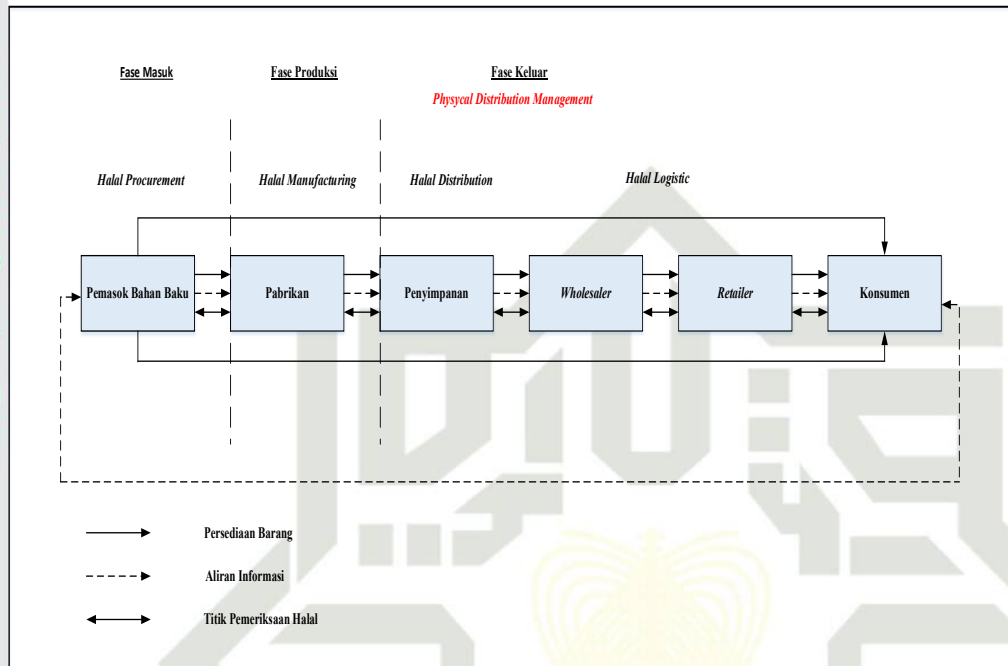 Fase Masuk
Fase Produksi
Fase Keluar
Physycal Distribution Management
Halal Procurement
Halal Manufacturing
Halal Distribution
Halal Logistic
Pemasok Bahan Baku
Pabrikan
Penyimpanan
Wholesaler
Retailer
Konsumen
Persediaan Barang
Aliran Informasi
Titik Pemeriksaan Halal